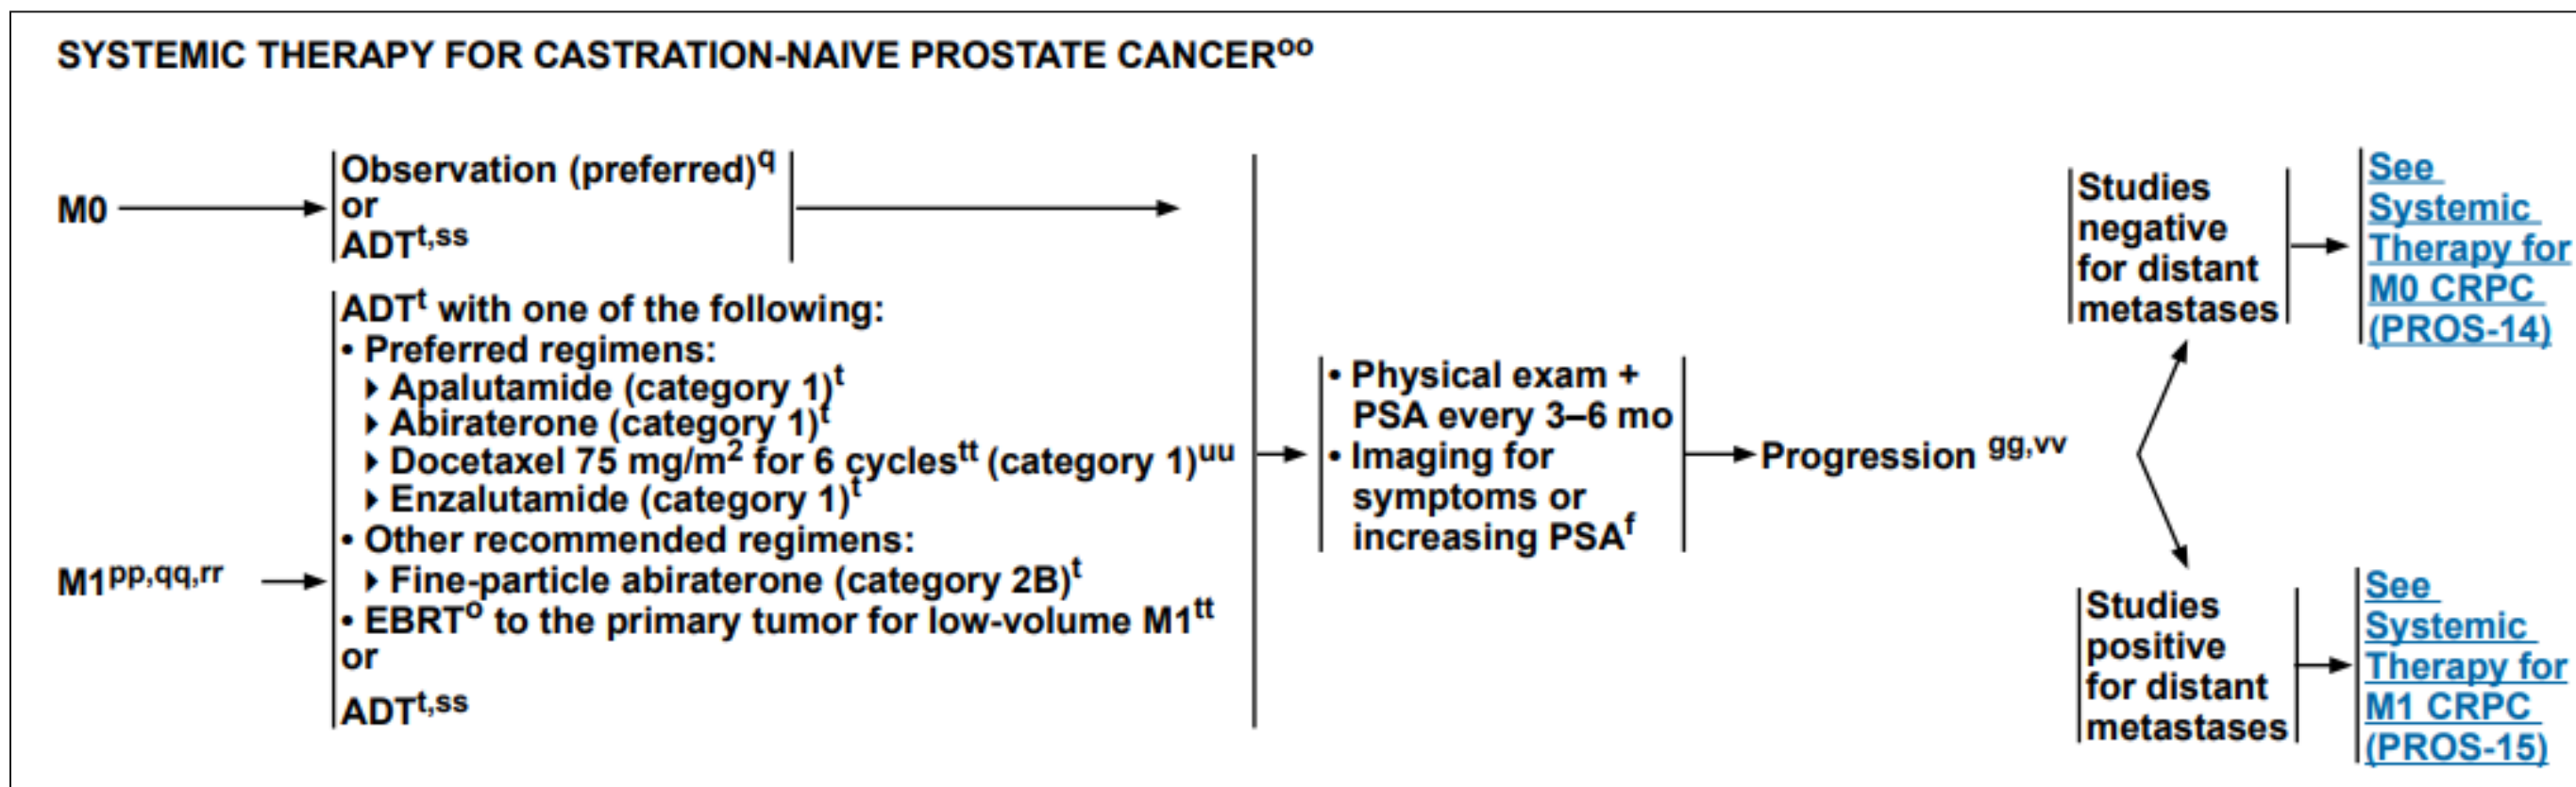 SYSTEMIC THERAPY FOR CASTRATION-NAIVE PROSTATE CANCERoo
M0
Observation (preferred)q
or
ADTt,ss
M1pp,qq,rr
ADTt with one of the following:
• Preferred regimens:
▸ Apalutamide (category 1)t
▸ Abiraterone (category 1)t
▸ Docetaxel 75 mg/m2 for 6 cyclestt (category 1)uu
▸ Enzalutamide (category 1)t
• Other recommended regimens:
▸ Fine-particle abiraterone (category 2B)t
• EBRTo to the primary tumor for low-volume M1tt
or
ADTt,ss
• Physical exam +
PSA every 3–6 mo
• Imaging for
symptoms or
increasing PSAf
Progression gg,vv
Studies
negative
for distant
metastases
See
Systemic
Therapy for
M0 CRPC
(PROS-14)
Studies
positive
for distant
metastases
See
Systemic
Therapy for
M1 CRPC
(PROS-15)